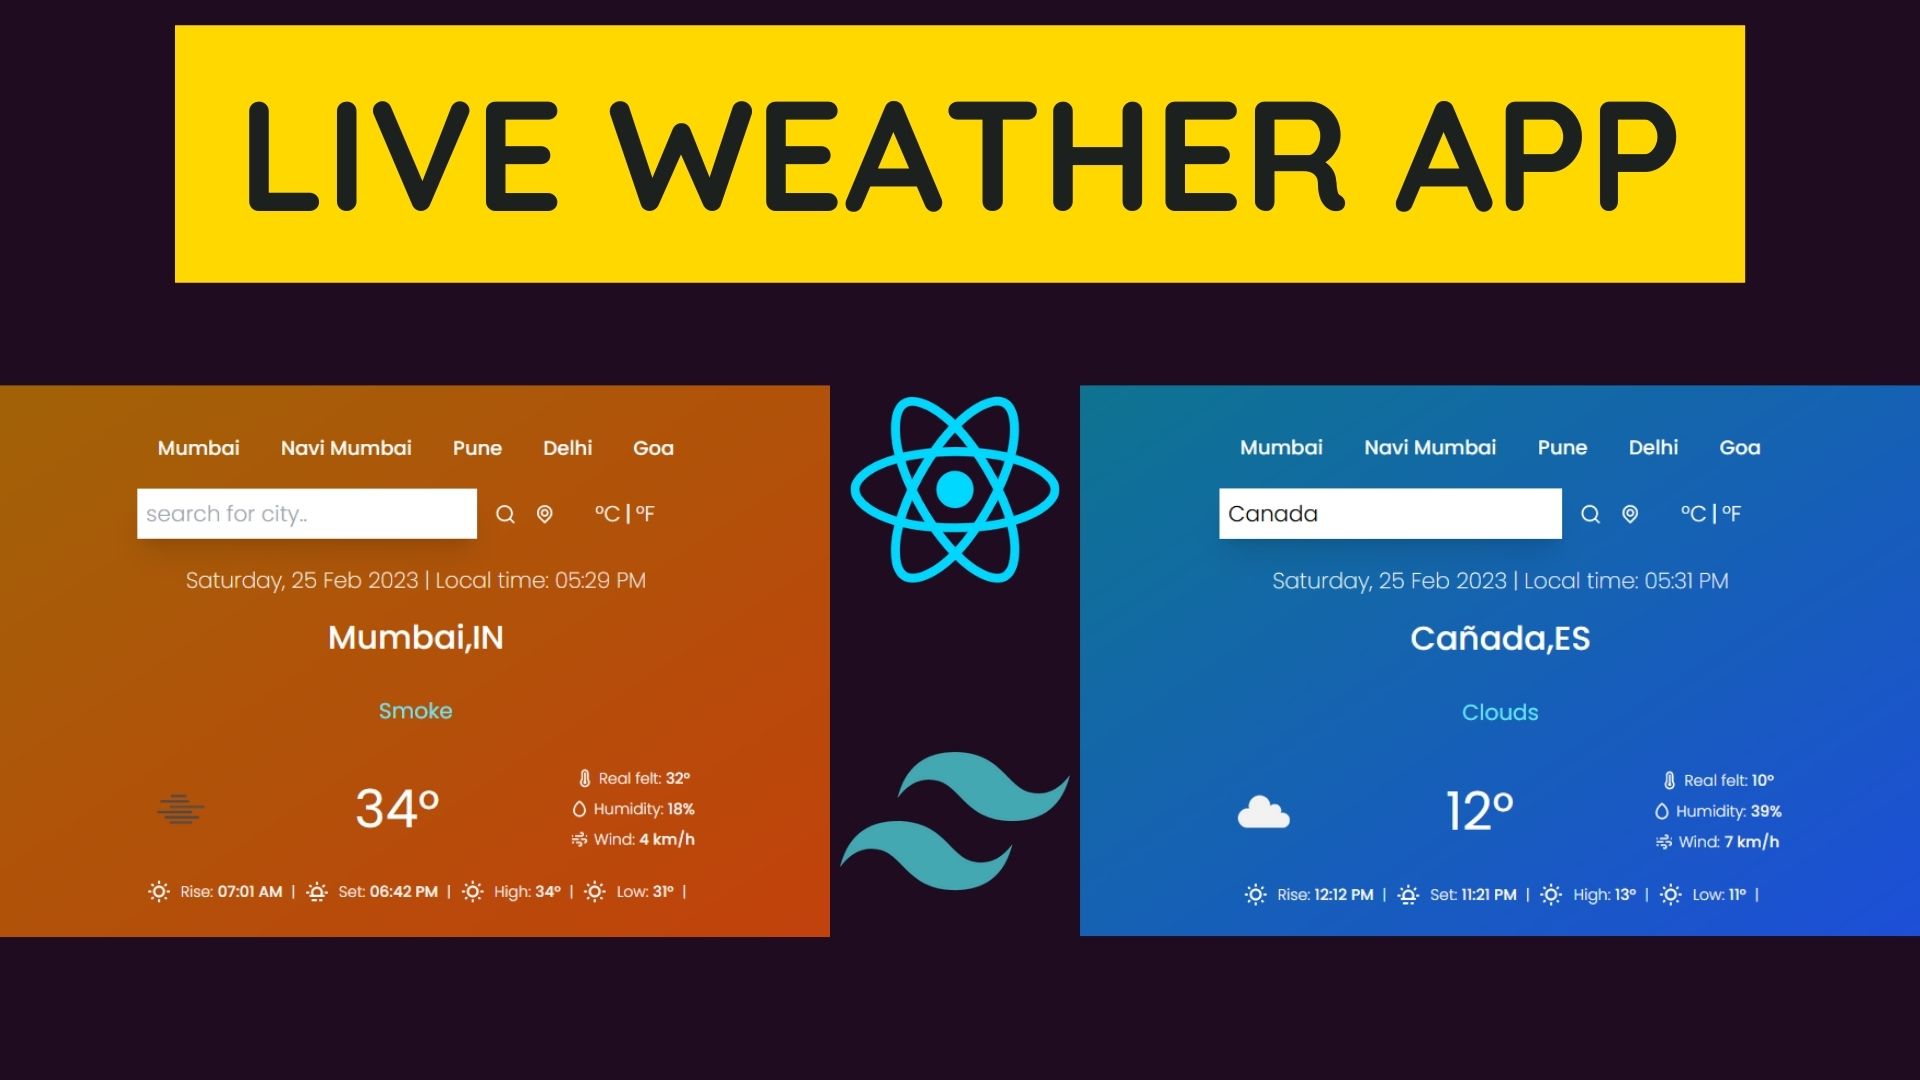 LIVE WEATHER APP
Mumbai Navi Mumbai Pune Delhi Goa
search for city..
°C | °F
Saturday, 25 Feb 2023 | Local time: 05:29 PM
Mumbai,IN
Smoke
34°
Real felt: 32°
Humidity: 18%
Wind: 4 km/h
Rise: 07:01 AM | Set: 06:42 PM | High: 34° | Low: 31° |
Mumbai Navi Mumbai Pune Delhi Goa
Canada
°C | °F
Saturday, 25 Feb 2023 | Local time: 05:31 PM
Cañada,ES
Clouds
12°
Real felt: 10°
Humidity: 39%
Wind: 7 km/h
Rise: 12:12 PM | Set: 11:21 PM | High: 13° | Low: 11° |